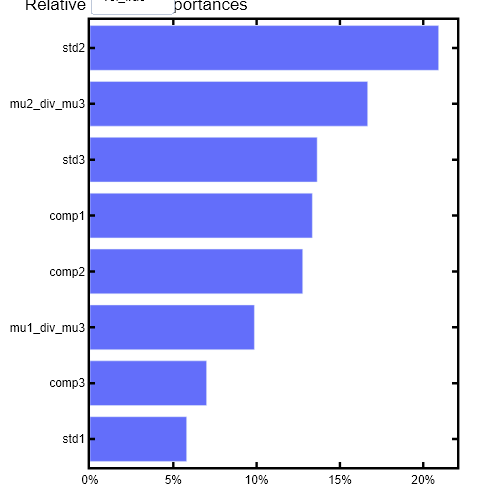 Relative portances
std2
mu2_div_mu3
std3
comp1
comp2
mu1_div_mu3
comp3
std1
0% 5% 10% 15% 20%